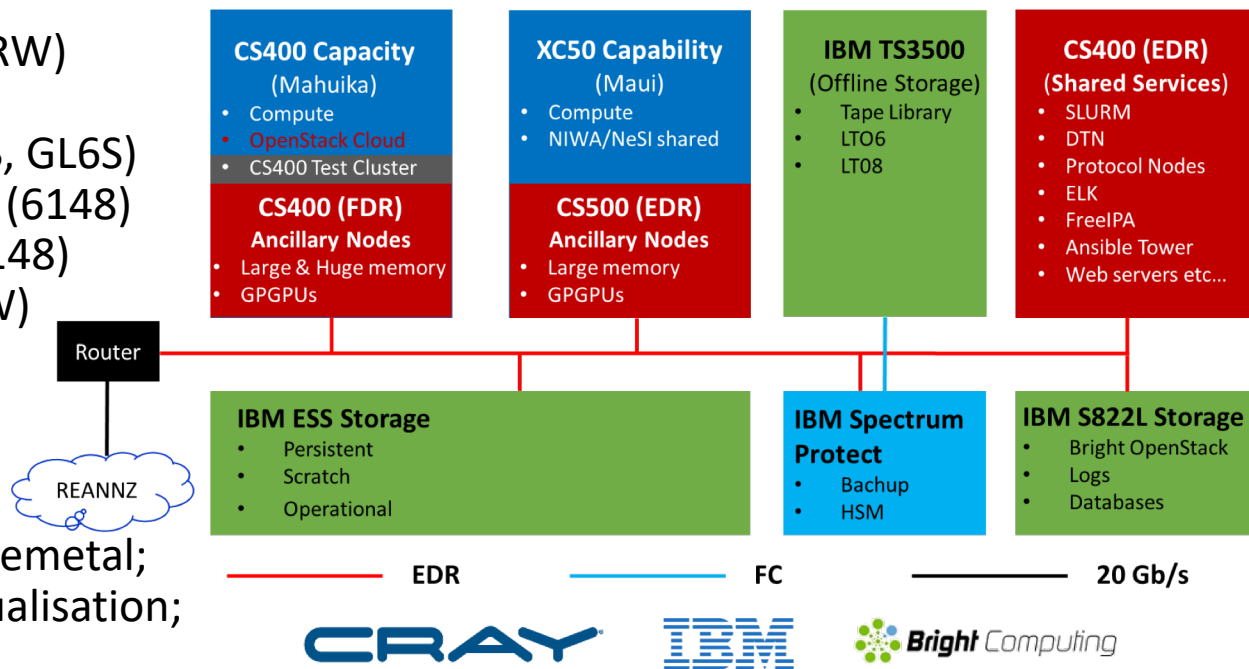 RW)
, GL6S)
(6148)
148)
W)
emetal;
ualisation;
CS400 Capacity
(Mahuika)
• Compute
• OpenStack Cloud
• CS400 Test Cluster
CS400 (FDR)
Ancillary Nodes
• Large & Huge memory
• GPGPUs
XC50 Capability
(Maui)
• Compute
• NIWA/NeSI shared
CS500 (EDR)
Ancillary Nodes
• Large memory
• GPGPUs
IBM TS3500
(Offline Storage)
• Tape Library
• LTO6
• LT08
CS400 (EDR)
(Shared Services)
• SLURM
• DTN
• Protocol Nodes
• ELK
• FreeIPA
• Ansible Tower
• Web servers etc...
Router
REANNZ
IBM ESS Storage
• Persistent
• Scratch
• Operational
IBM Spectrum
Protect
• Bachup
• HSM
IBM S822L Storage
• Bright OpenStack
• Logs
• Databases
EDR
FC
20 Gb/s
CRAY
IBM
Bright Computing